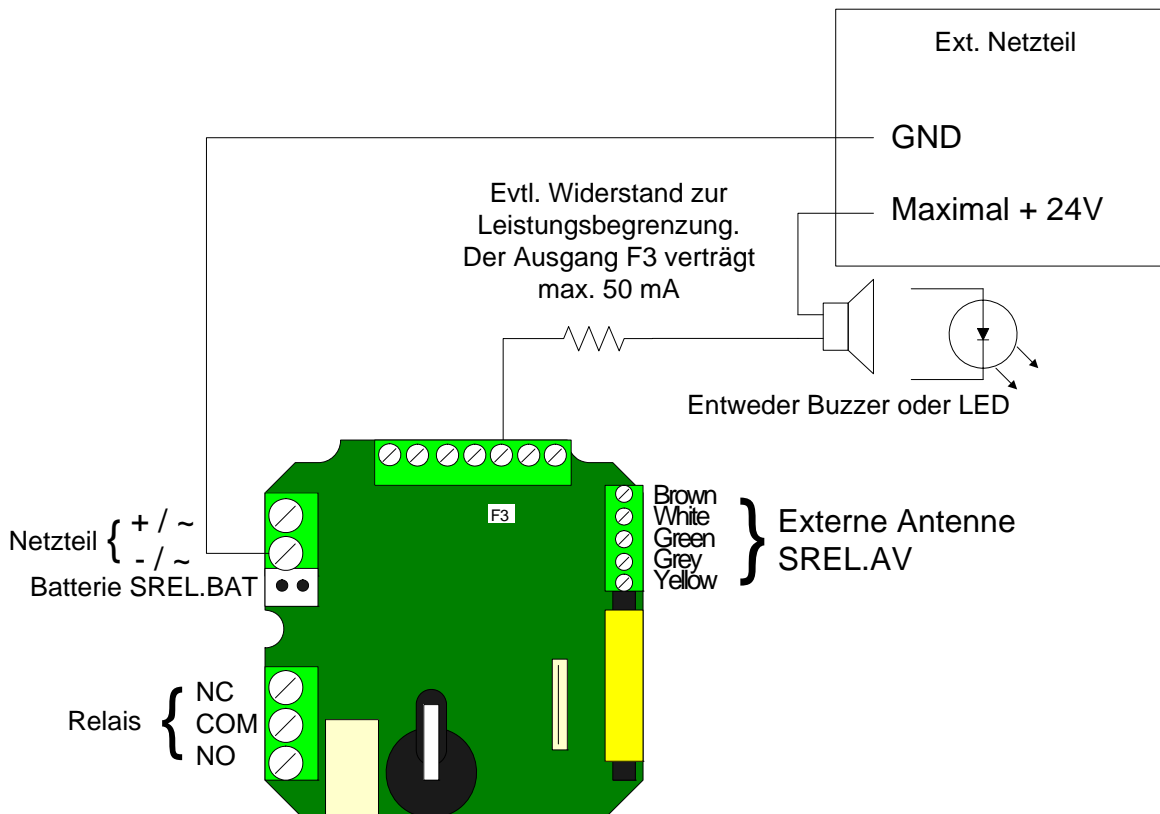 Ext. Netzteil
GND
Maximal + 24V
Evtl. Widerstand zur
Leistungsbegrenzung.
Der Ausgang F3 verträgt
max. 50 mA
Entweder Buzzer oder LED
F3
Brown
White
Green
Grey
Yellow
Externe Antenne
SREL.AV
Netzteil
+ / ~
- / ~
Batterie SREL.BAT
Relais
NC
COM
NO